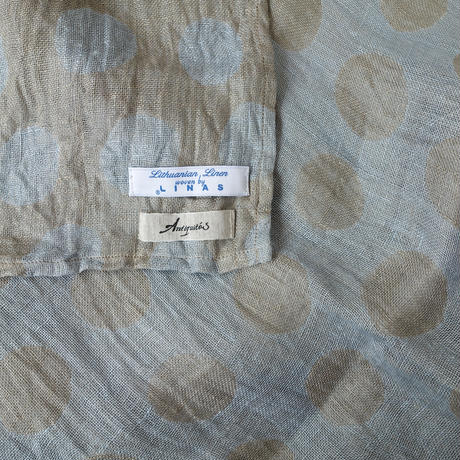 Lithuanian Linen
woven by
® LINAS
Antiquités